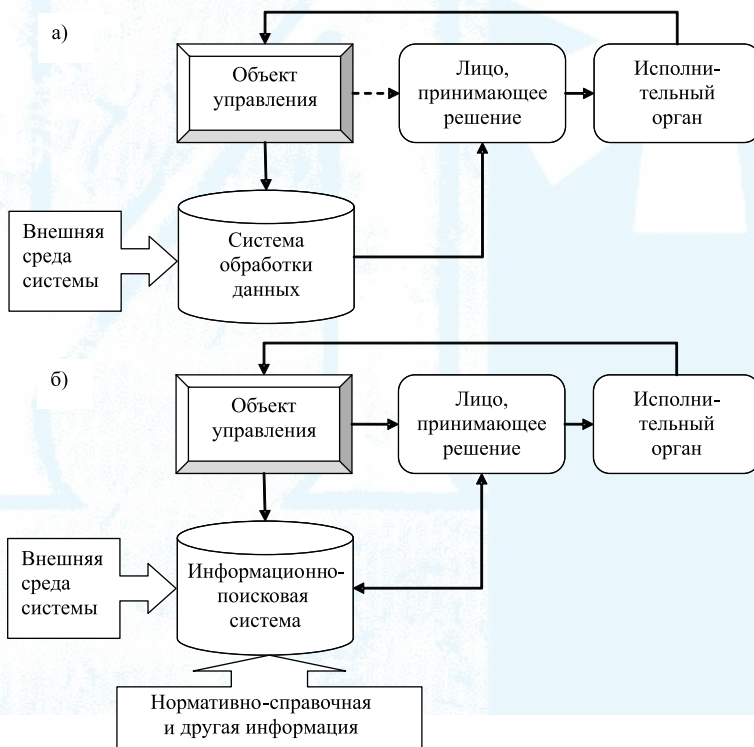 а)
Объект
управления
Лицо,
принимающее
решение
Исполни-
тельный
орган
Внешняя
среда
системы
Система
обработки
данных
б)
Объект
управления
Лицо,
принимающее
решение
Исполни-
тельный
орган
Внешняя
среда
системы
Информационно-
поисковая
система
Нормативно-справочная
и другая информация